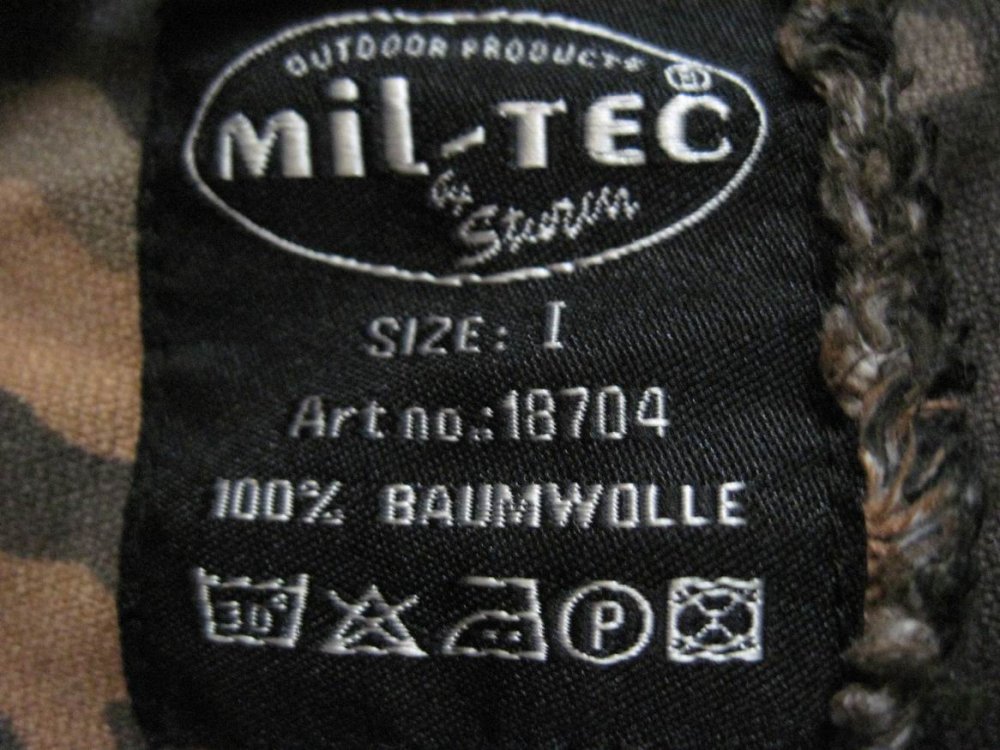 OUTDOOR PRODUCTS
MiL-TEC ®
by Sturm
SIZE: I
Art no.: 18704
100% BAUMWOLLE
30° P